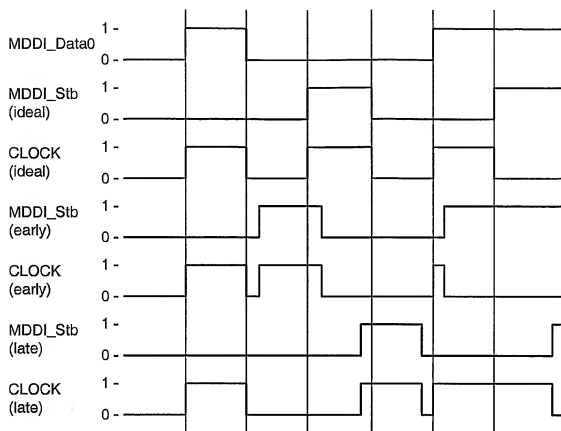 1 -
MDDI_Data0
0 -
MDDI_Stb
1 -
(ideal)
0 -
CLOCK
1 -
(ideal)
0 -
MDDI_Stb
1 -
(early)
0 -
CLOCK
1 -
(early)
0 -
MDDI_Stb
1 -
(late)
0 -
CLOCK
1 -
(late)
0 -